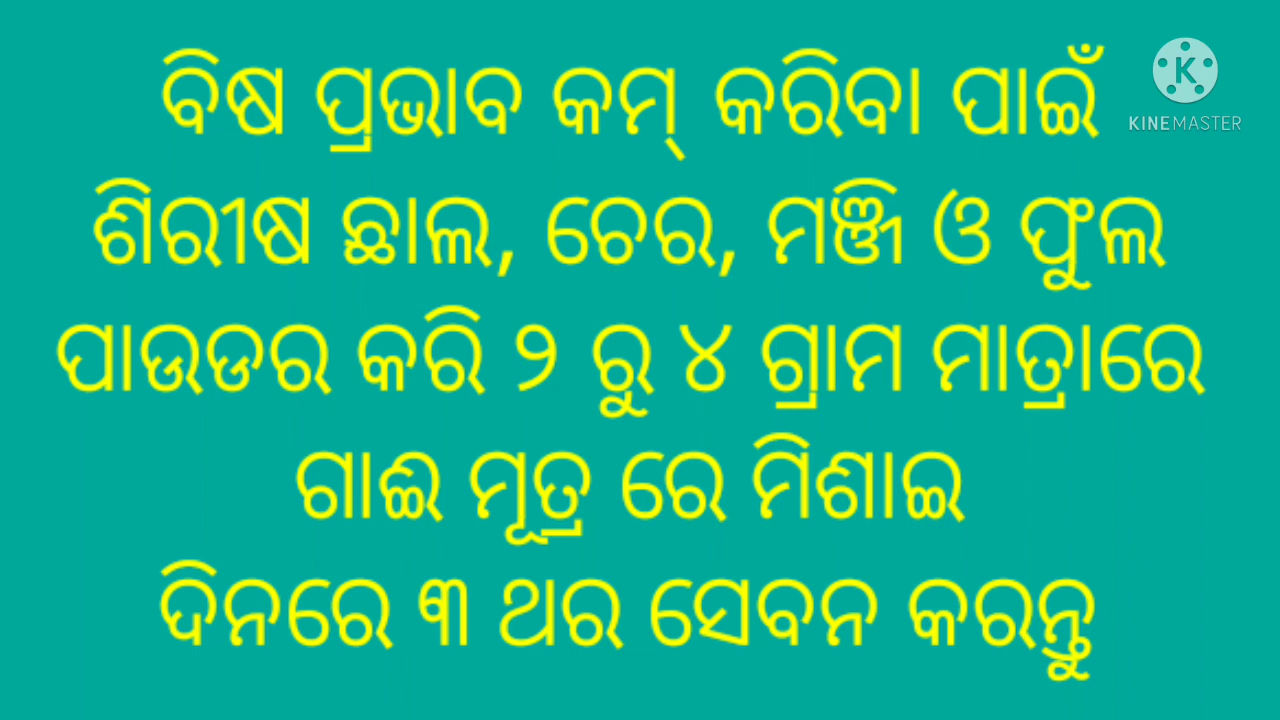 ବିଷ ପ୍ରଭାବ କମ୍ କରିବା ପାଇଁ
ଶିରୀଷ ଛାଲ, ଚେର, ମଞ୍ଜି ଓ ଫୁଲ
ପାଉଡର କରି ୨ ରୁ ୪ ଗ୍ରାମ ମାତ୍ରାରେ
ଗାଈ ମୂତ୍ର ରେ ମିଶାଇ
ଦିନରେ ୩ ଥର ସେବନ କରନ୍ତୁ
K
KINEMASTER